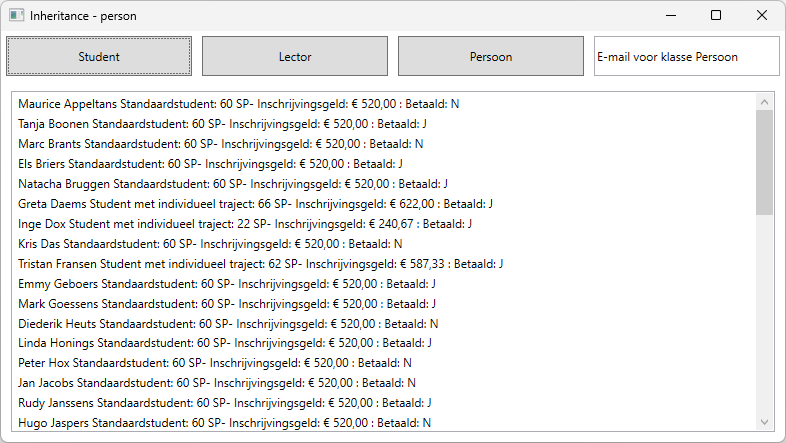 Inheritance - person
Student
Lector
Persoon
E-mail voor klasse Persoon
Maurice Appeltans Standaardstudent: 60 SP- Inschrijvingsgeld: € 520,00 : Betaald: N
Tanja Boonen Standaardstudent: 60 SP- Inschrijvingsgeld: € 520,00 : Betaald: J
Marc Brants Standaardstudent: 60 SP- Inschrijvingsgeld: € 520,00 : Betaald: N
Els Briers Standaardstudent: 60 SP- Inschrijvingsgeld: € 520,00 : Betaald: J
Natacha Bruggen Standaardstudent: 60 SP- Inschrijvingsgeld: € 520,00 : Betaald: J
Greta Daems Student met individueel traject: 66 SP- Inschrijvingsgeld: € 622,00 : Betaald: J
Inge Dox Student met individueel traject: 22 SP- Inschrijvingsgeld: € 240,67 : Betaald: J
Kris Das Standaardstudent: 60 SP- Inschrijvingsgeld: € 520,00 : Betaald: N
Tristan Fransen Student met individueel traject: 62 SP- Inschrijvingsgeld: € 587,33 : Betaald: J
Emmy Geboers Standaardstudent: 60 SP- Inschrijvingsgeld: € 520,00 : Betaald: J
Mark Goessens Standaardstudent: 60 SP- Inschrijvingsgeld: € 520,00 : Betaald: J
Diederik Heuts Standaardstudent: 60 SP- Inschrijvingsgeld: € 520,00 : Betaald: N
Linda Honings Standaardstudent: 60 SP- Inschrijvingsgeld: € 520,00 : Betaald: J
Peter Hox Standaardstudent: 60 SP- Inschrijvingsgeld: € 520,00 : Betaald: N
Jan Jacobs Standaardstudent: 60 SP- Inschrijvingsgeld: € 520,00 : Betaald: N
Rudy Janssens Standaardstudent: 60 SP- Inschrijvingsgeld: € 520,00 : Betaald: J
Hugo Jaspers Standaardstudent: 60 SP- Inschrijvingsgeld: € 520,00 : Betaald: N